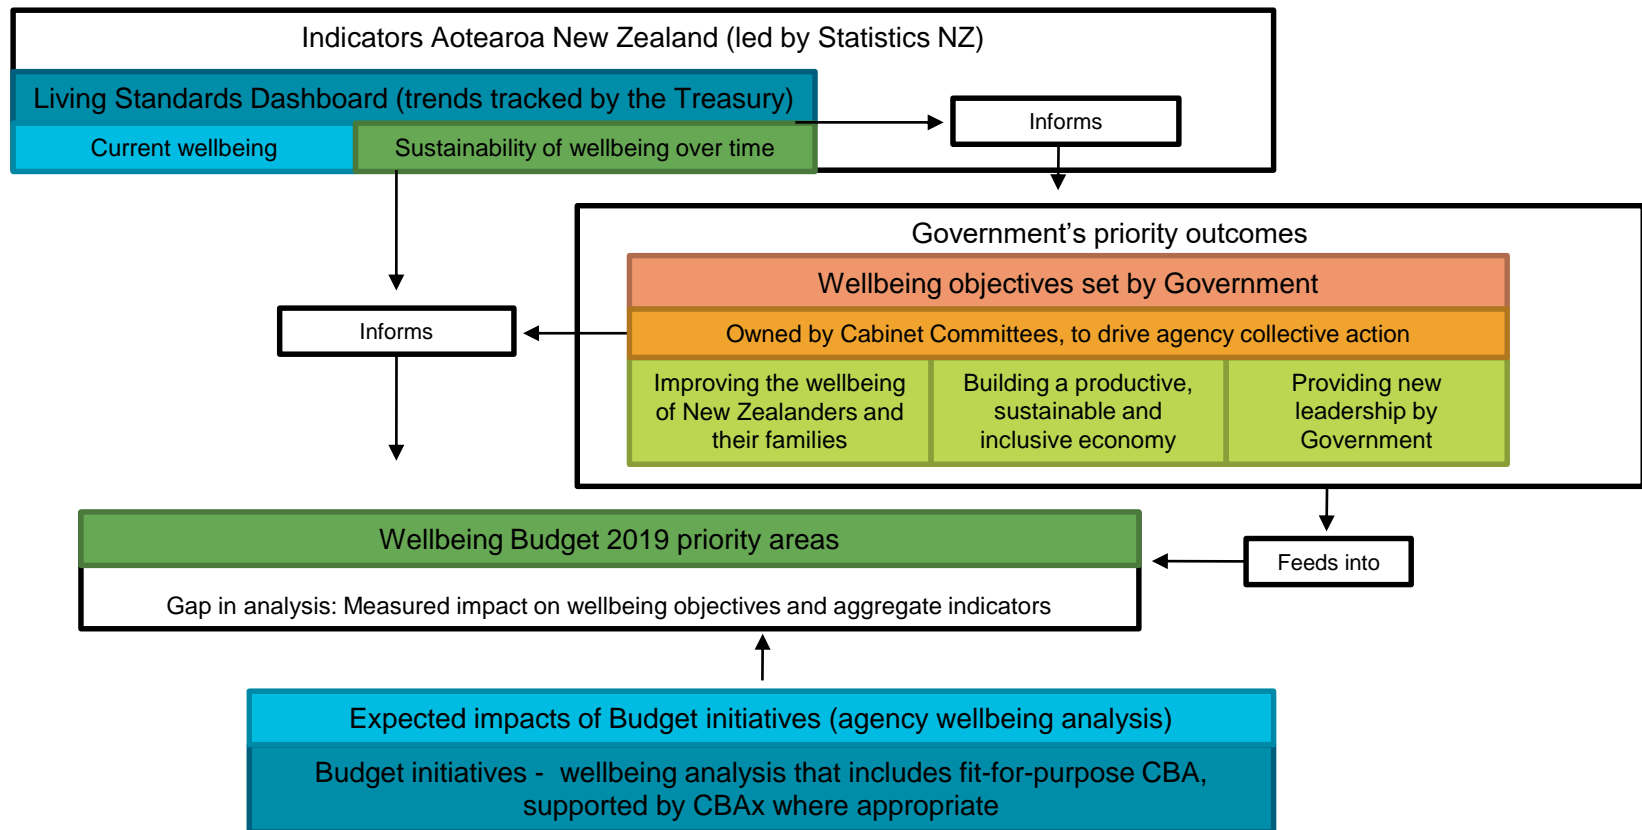 Indicators Aotearoa New Zealand (led by Statistics NZ)
Living Standards Dashboard (trends tracked by the Treasury)
Current wellbeing
Sustainability of wellbeing over time
Informs
Government’s priority outcomes
Wellbeing objectives set by Government
Owned by Cabinet Committees, to drive agency collective action
Improving the wellbeing
of New Zealanders and
their families
Building a productive,
sustainable and
inclusive economy
Providing new
leadership by
Government
Informs
Feeds into
Wellbeing Budget 2019 priority areas
Gap in analysis: Measured impact on wellbeing objectives and aggregate indicators
Expected impacts of Budget initiatives (agency wellbeing analysis)
Budget initiatives - wellbeing analysis that includes fit-for-purpose CBA,
supported by CBAx where appropriate